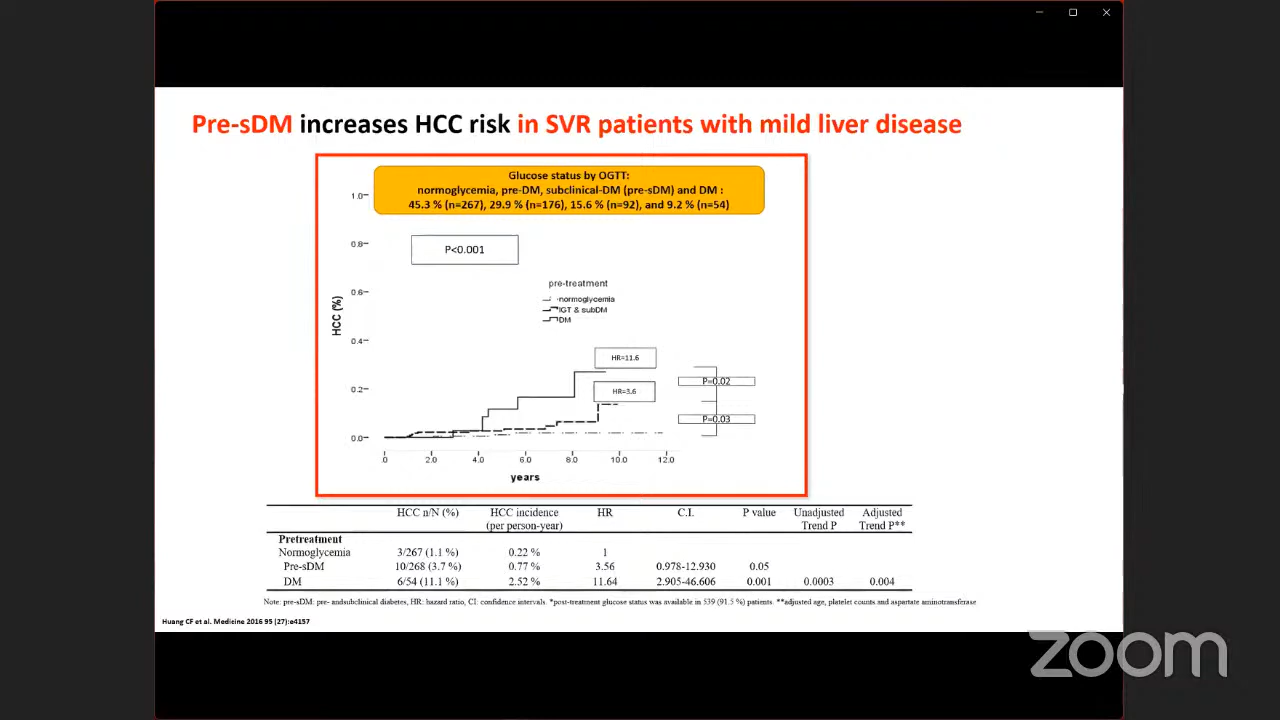 Pre-sDM increases HCC risk in SVR patients with mild liver disease
Glucose status by OGTT:
normoglycemia, pre-DM, subclinical-DM (pre-sDM) and DM :
45.3 % (n=267), 29.9 % (n=176), 15.6 % (n=92), and 9.2 % (n=54)
1.0
0.8
P<0.001
pre-treatment
normoglycemia
IGT & subDM
DM
0.6
HCC (%)
0.4
HR=11.6
P=0.02
0.2
HR=3.6
P=0.03
0.0
.0 2.0 4.0 6.0 8.0 10.0 12.0
years
HCC n/N (%) HCC incidence (per person-year) HR C.I. P value Unadjusted Trend P Adjusted Trend P**
Pretreatment
Normoglycemia 3/267 (1.1 %) 0.22 % 1
Pre-sDM 10/268 (3.7 %) 0.77 % 3.56 0.978-12.930 0.05
DM 6/54 (11.1 %) 2.52 % 11.64 2.905-46.606 0.001 0.0003 0.004
Note: pre-sDM: pre- andsubclinical diabetes, HR: hazard ratio, CI: confidence intervals. *post-treatment glucose status was available in 539 (91.5 %) patients. **adjusted age, platelet counts and aspartate aminotransferase
Huang CF et al. Medicine 2016 95 (27):e4157
zoom